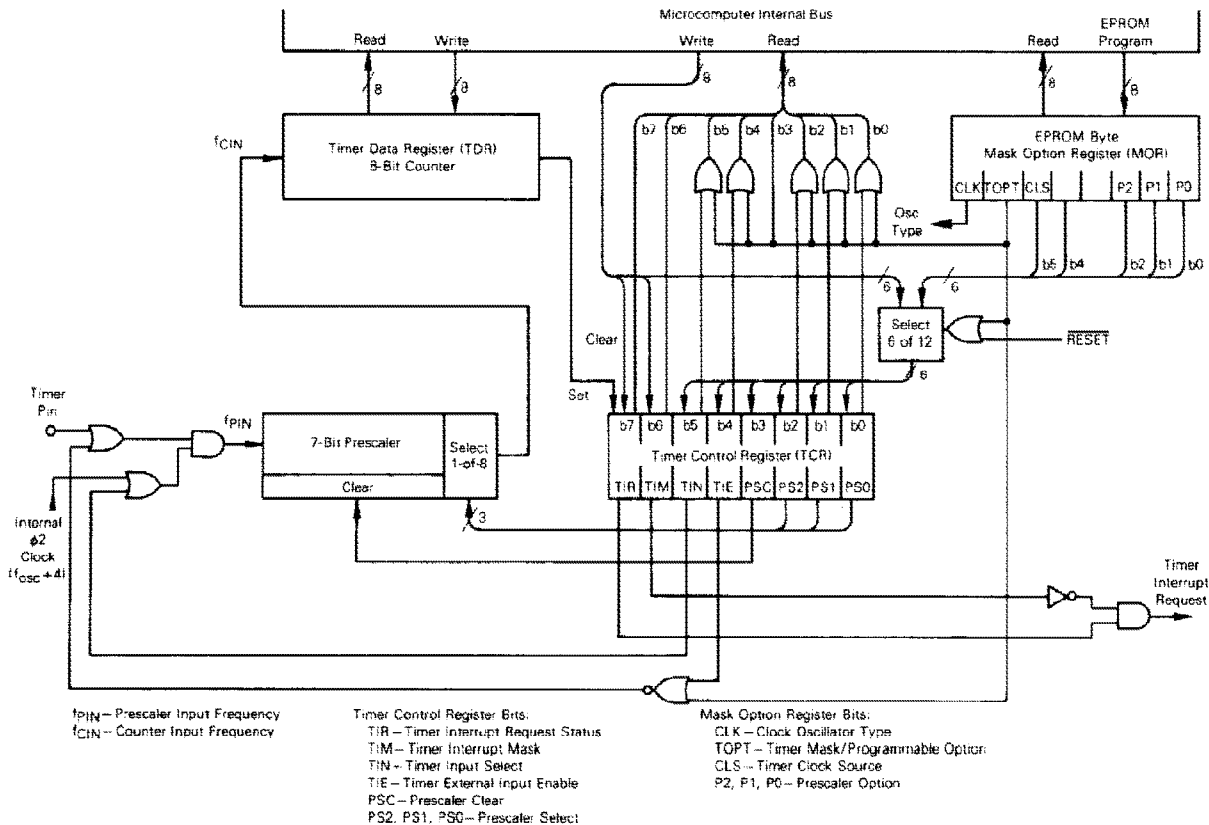 Microcomputer Internal Bus
Read
Write
Write
Read
Read
EPROM
Program
8
8
8
8
8
8
fCIN
Timer Data Register (TDR)
8-Bit Counter
b7
b6
b5
b4
b3
b2
b1
b0
EPROM Byte
Mask Option Register (MOR)
CLK
TOPT
CLS
P2
P1
P0
Osc
Type
b5
b4
b2
b1
b0
6
6
Select
6 of 12
RESET
Clear
6
Set
Timer
Pin
fPIN
7-Bit Prescaler
Select
1-of-8
Clear
b7
b6
b5
b4
b3
b2
b1
b0
Timer Control Register (TCR)
TIR
TIM
TIN
TIE
PSC
PS2
PS1
PS0
3
Internal
ϕ2
Clock
(fosc÷4)
Timer
Interrupt
Request
fPIN – Prescaler Input Frequency
fCIN – Counter Input Frequency
Timer Control Register Bits:
TIR – Timer Interrupt Request Status
TIM – Timer Interrupt Mask
TIN – Timer Input Select
TIE – Timer External Input Enable
PSC – Prescaler Clear
PS2, PS1, PS0 – Prescaler Select
Mask Option Register Bits:
CLK – Clock Oscillator Type
TOPT – Timer Mask/Programmable Option
CLS – Timer Clock Source
P2, P1, P0 – Prescaler Option